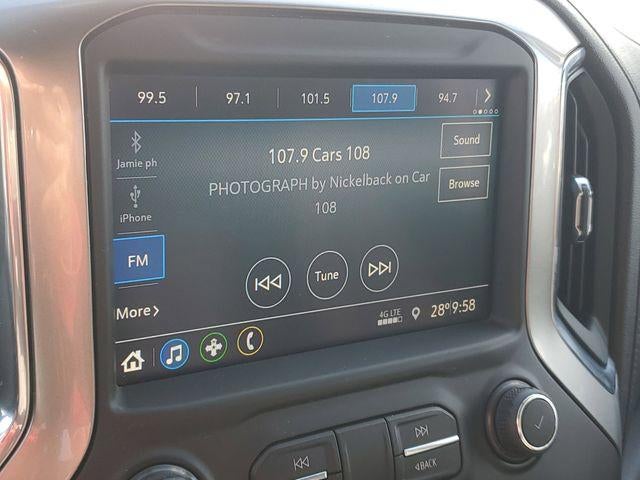 99.5 97.1 101.5 107.9 94.7
Jamie ph
iPhone
FM
More
107.9 Cars 108
PHOTOGRAPH by Nickelback on Car
108
Sound
Browse
Tune
4G LTE
28° 9:58
BACK